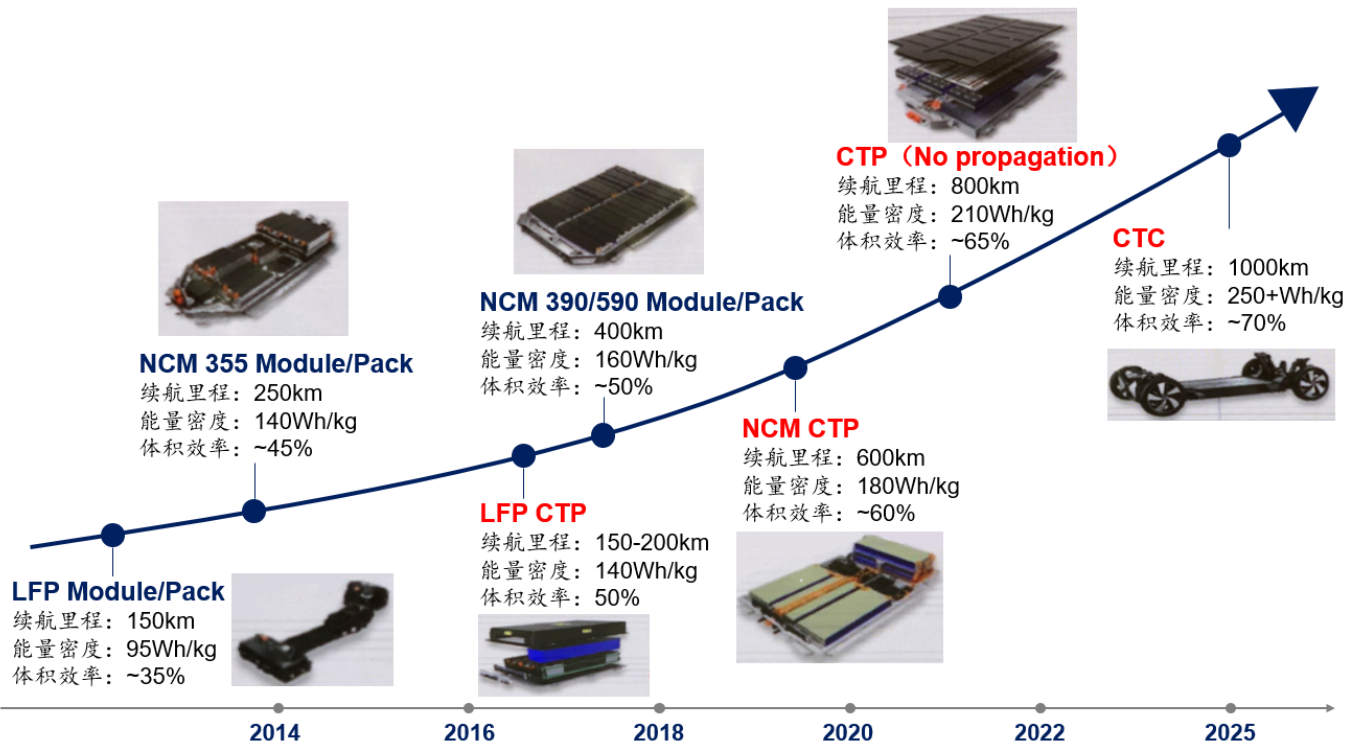 CTP（No propagation）
续航里程：800km
能量密度：210Wh/kg
体积效率：~65%
CTC
续航里程：1000km
能量密度：250+Wh/kg
体积效率：~70%
NCM 390/590 Module/Pack
续航里程：400km
能量密度：160Wh/kg
体积效率：~50%
NCM 355 Module/Pack
续航里程：250km
能量密度：140Wh/kg
体积效率：~45%
NCM CTP
续航里程：600km
能量密度：180Wh/kg
体积效率：~60%
LFP CTP
续航里程：150-200km
能量密度：140Wh/kg
体积效率：50%
LFP Module/Pack
续航里程：150km
能量密度：95Wh/kg
体积效率：~35%
2014
2016
2018
2020
2022
2025